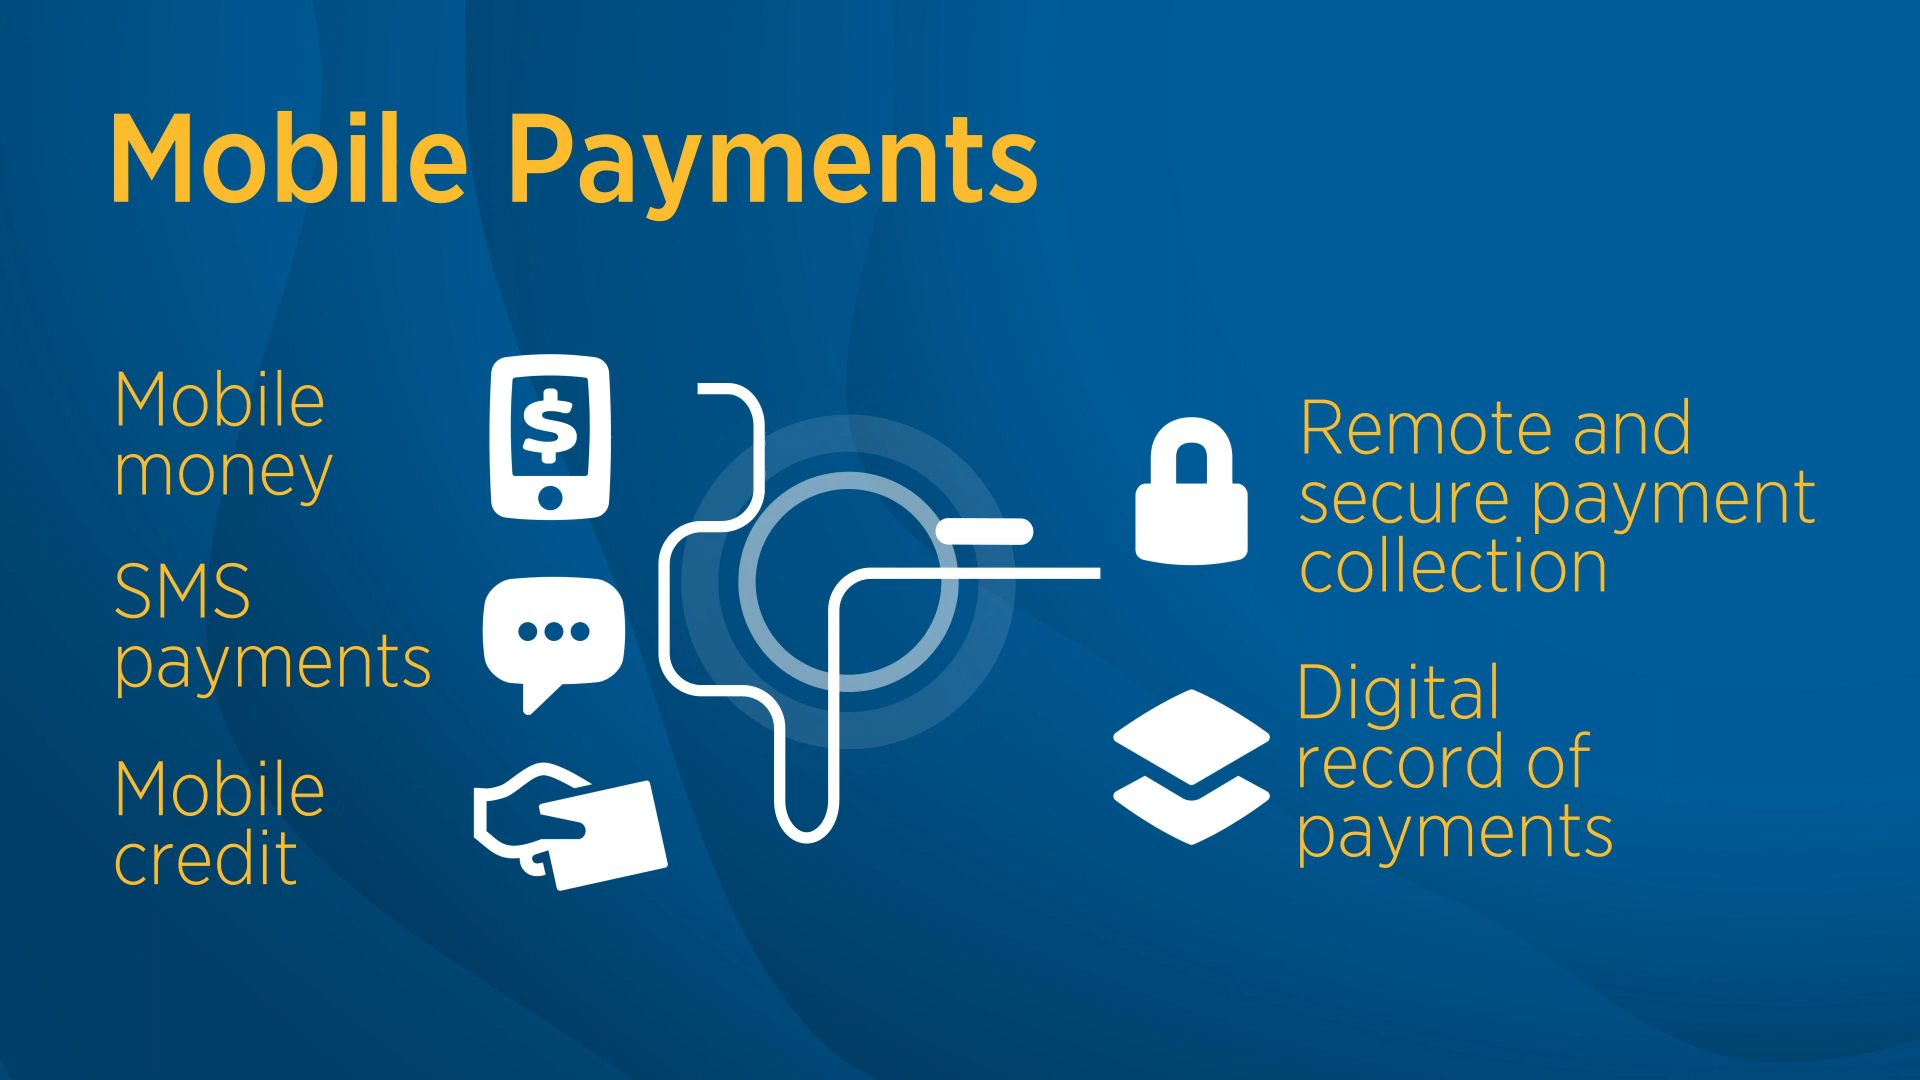 Mobile Payments
Mobile
money
$
SMS
payments
Mobile
credit
Remote and
secure payment
collection
Digital
record of
payments